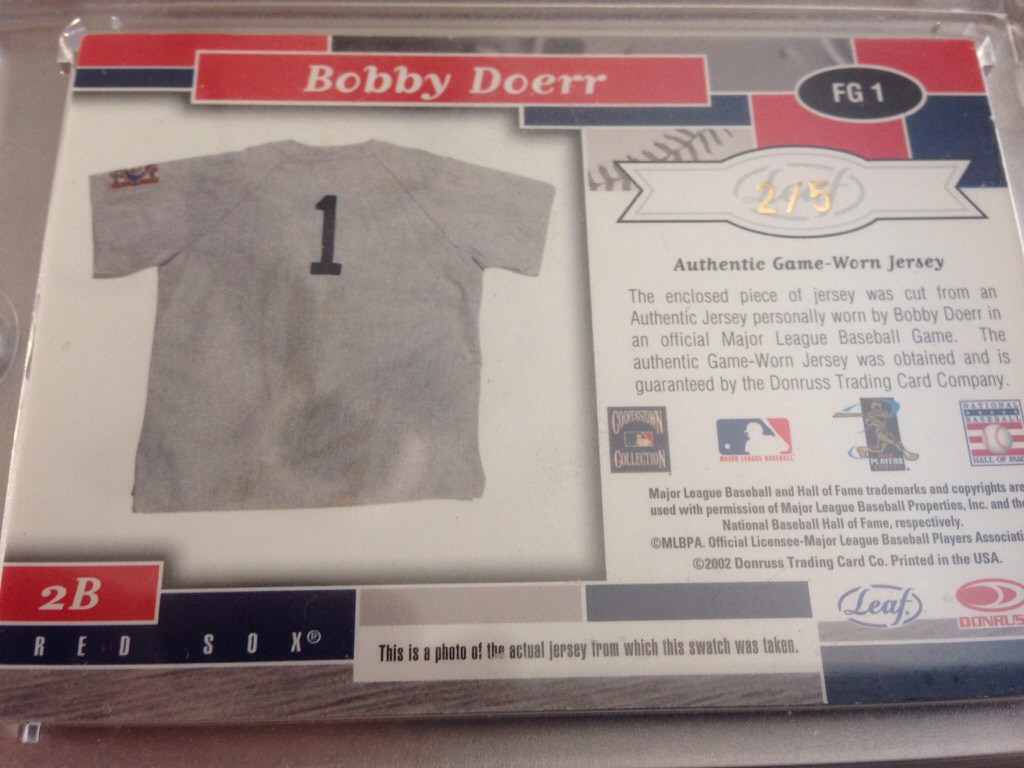 Bobby Doerr
FG 1
1
Leaf
2/5
Authentic Game-Worn Jersey
The enclosed piece of jersey was cut from an
Authentic Jersey personally worn by Bobby Doerr in
an official Major League Baseball Game. The
authentic Game-Worn Jersey was obtained and is
guaranteed by the Donruss Trading Card Company.
COOPERSTOWN
COLLECTION
MAJOR LEAGUE BASEBALL
PLAYERS
NATIONAL
BASEBALL
HALL OF FAME
Major League Baseball and Hall of Fame trademarks and copyrights are
used with permission of Major League Baseball Properties, Inc. and the
National Baseball Hall of Fame, respectively.
©MLBPA. Official Licensee-Major League Baseball Players Associati
©2002 Donruss Trading Card Co. Printed in the USA.
2B
RED SOX®
Leaf
DONRUS
This is a photo of the actual jersey from which this swatch was taken.